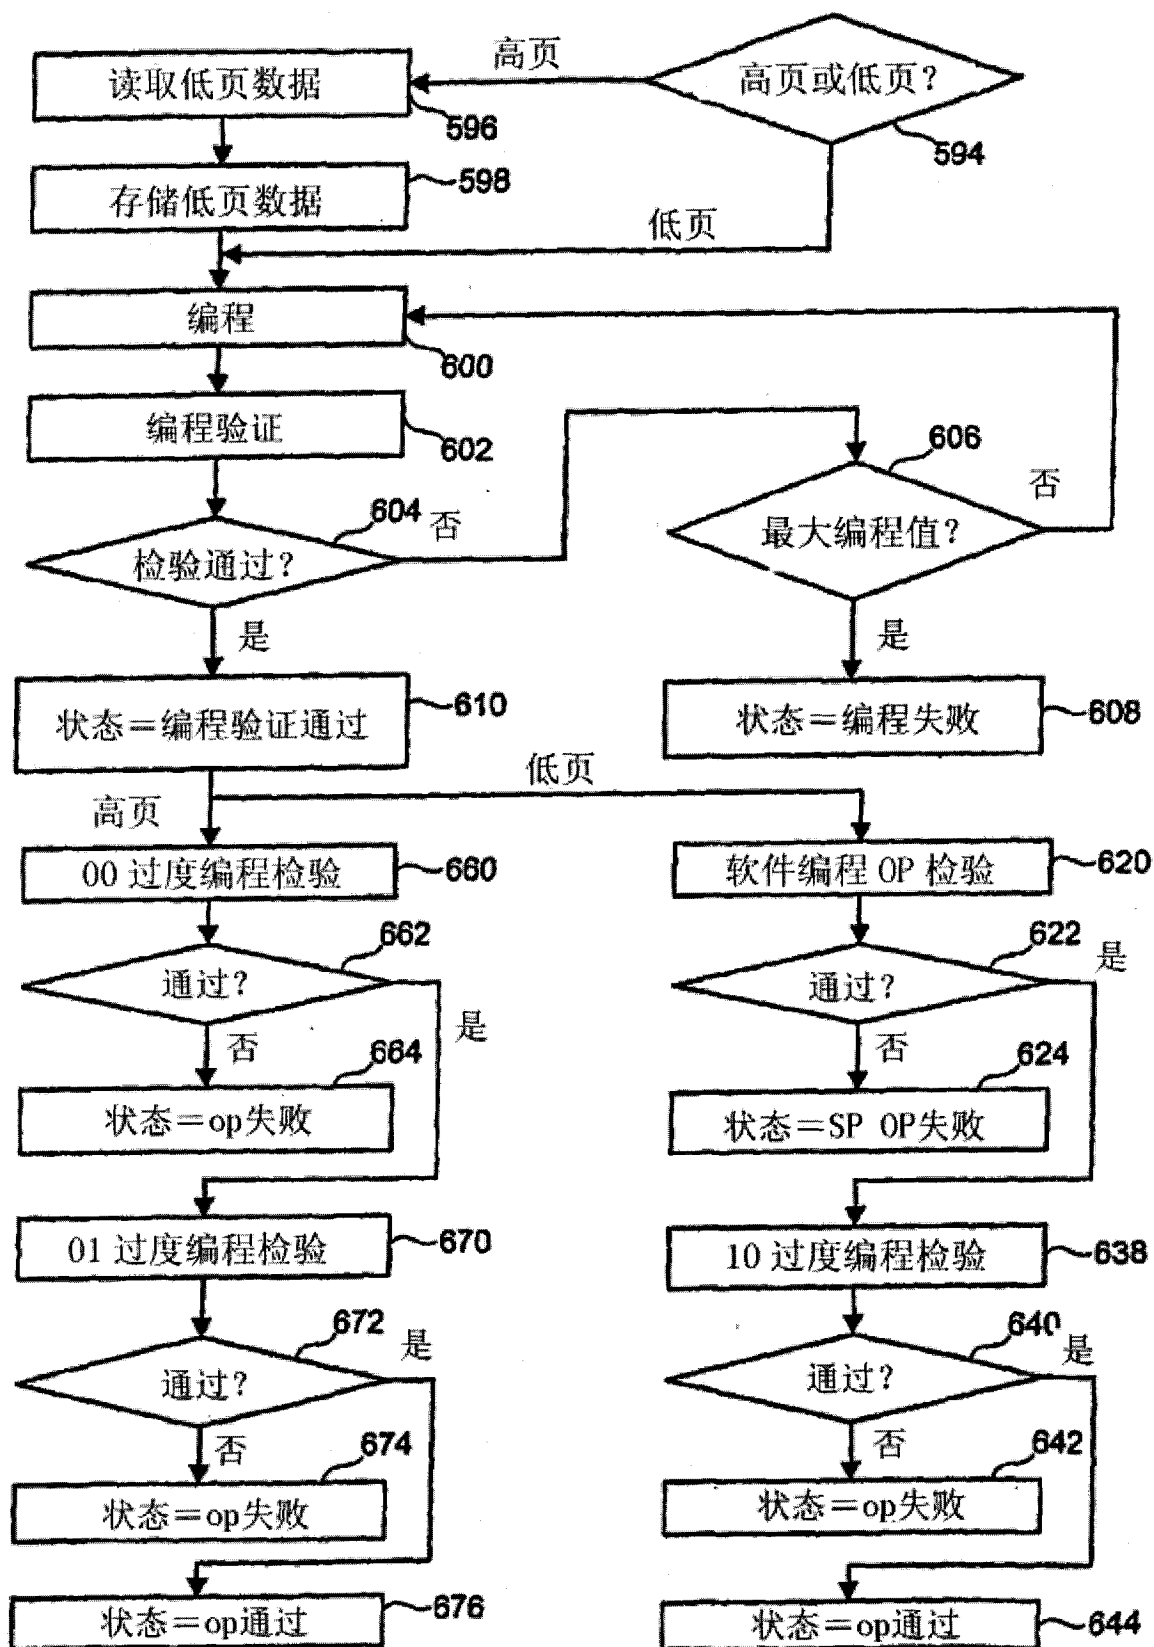 高页
高页或低页？
读取低页数据
596
594
598
存储低页数据
低页
编程
600
编程验证
602
606
604
否
否
最大编程值？
检验通过？
是
是
610
状态＝编程验证通过
状态＝编程失败
608
低页
高页
00 过度编程检验
660
软件编程 OP 检验
620
662
622
是
通过？
通过？
是
否
664
否
624
状态＝op失败
状态＝SP OP失败
01 过度编程检验
670
10 过度编程检验
638
672
是
640
是
通过？
通过？
否
674
否
642
状态＝op失败
状态＝op失败
状态＝op通过
676
状态＝op通过
644